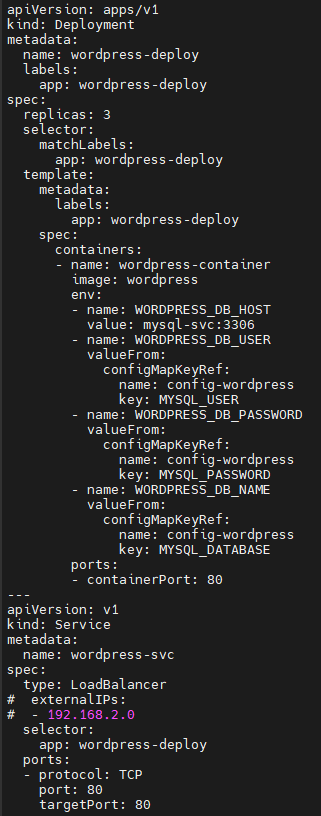 apiVersion: apps/v1
kind: Deployment
metadata:
  name: wordpress-deploy
  labels:
    app: wordpress-deploy
spec:
  replicas: 3
  selector:
    matchLabels:
      app: wordpress-deploy
  template:
    metadata:
      labels:
        app: wordpress-deploy
    spec:
      containers:
      - name: wordpress-container
        image: wordpress
        env:
        - name: WORDPRESS_DB_HOST
          value: mysql-svc:3306
        - name: WORDPRESS_DB_USER
          valueFrom:
            configMapKeyRef:
              name: config-wordpress
              key: MYSQL_USER
        - name: WORDPRESS_DB_PASSWORD
          valueFrom:
            configMapKeyRef:
              name: config-wordpress
              key: MYSQL_PASSWORD
        - name: WORDPRESS_DB_NAME
          valueFrom:
            configMapKeyRef:
              name: config-wordpress
              key: MYSQL_DATABASE
        ports:
        - containerPort: 80
---
apiVersion: v1
kind: Service
metadata:
  name: wordpress-svc
spec:
  type: LoadBalancer
#  externalIPs:
#  - 192.168.2.0
  selector:
    app: wordpress-deploy
  ports:
  - protocol: TCP
    port: 80
    targetPort: 80